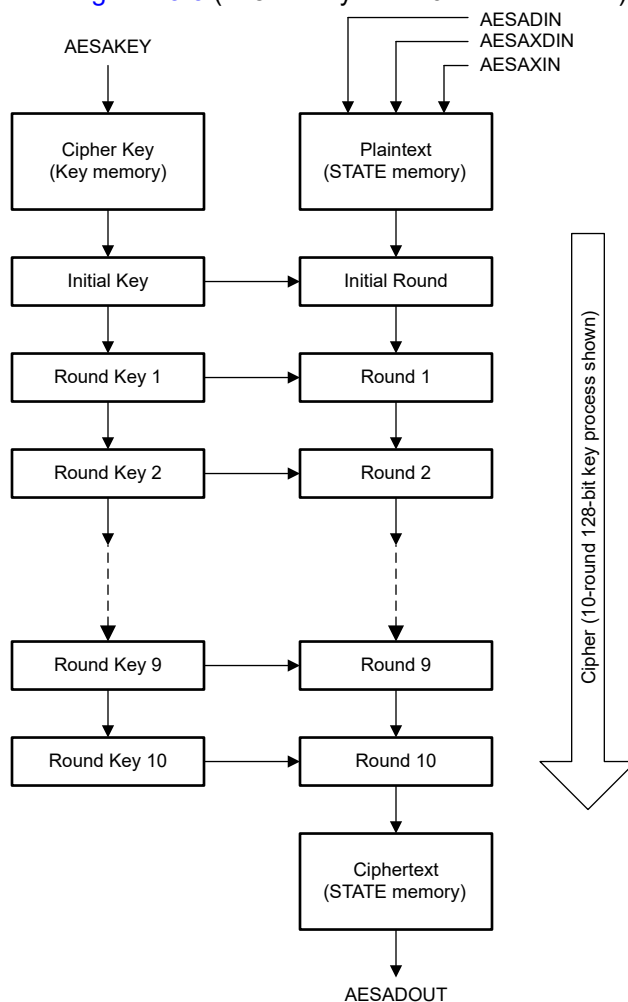 AESADIN
AESAXDIN
AESAXIN
AESAKEY
Cipher Key
(Key memory)
Plaintext
(STATE memory)
Initial Key
Initial Round
Round Key 1
Round 1
Round Key 2
Round 2
Round Key 9
Round 9
Round Key 10
Round 10
Ciphertext
(STATE memory)
AESADOUT
Cipher (10-round 128-bit key process shown)